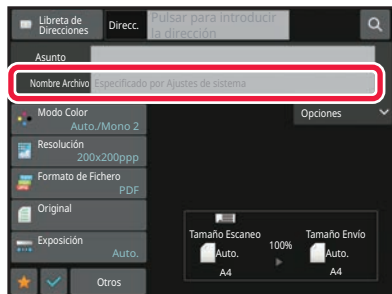 Libreta de
Direcciones
Direcc.
Pulsar para introducir
la dirección
Asunto
Nombre Archivo
Especificado por Ajustes de sistema
Modo Color
Auto./Mono 2
Opciones
Resolución
200x200ppp
Formato de Fichero
PDF
Original
Exposición
Auto.
Tamaño Escaneo
100%
Tamaño Envío
Auto.
Auto.
A4
A4
Otros